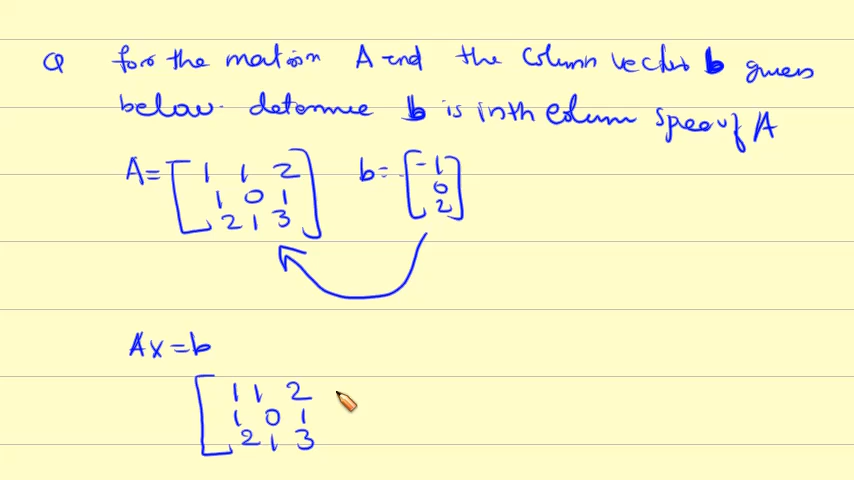 Q for the matrix A and the column vector b given
below. determine b is in th column space of A
A = [ 1 1 2 b = [ -1
1 0 1 0
2 1 3 ] 2 ]
Ax = b
[ 1 1 2
1 0 1
2 1 3